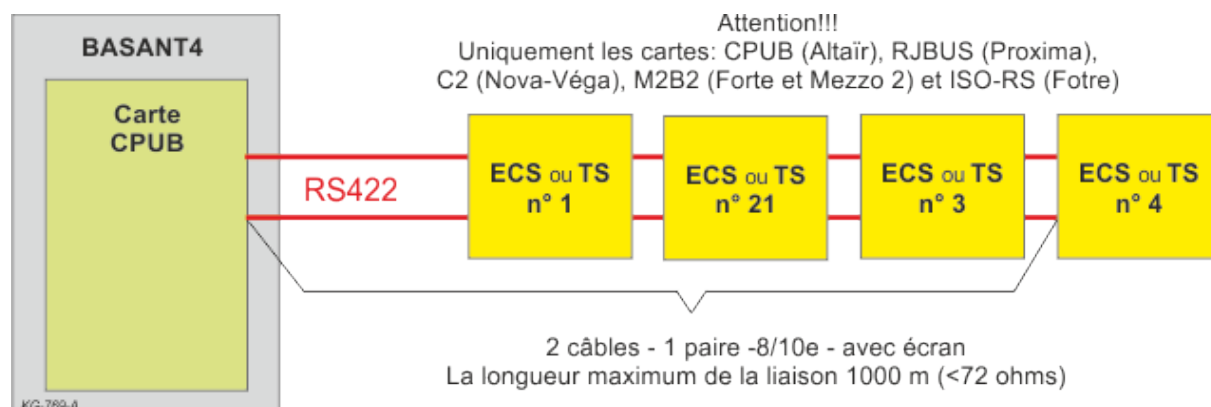 Attention!!!
Uniquement les cartes: CPUB (Altaïr), RJBUS (Proxima),
C2 (Nova-Véga), M2B2 (Forte et Mezzo 2) et ISO-RS (Fotre)
BASANT4
Carte
CPUB
RS422
ECS ou TS
n° 1
ECS ou TS
n° 21
ECS ou TS
n° 3
ECS ou TS
n° 4
2 câbles - 1 paire -8/10e - avec écran
La longueur maximum de la liaison 1000 m (<72 ohms)
KG-769-A